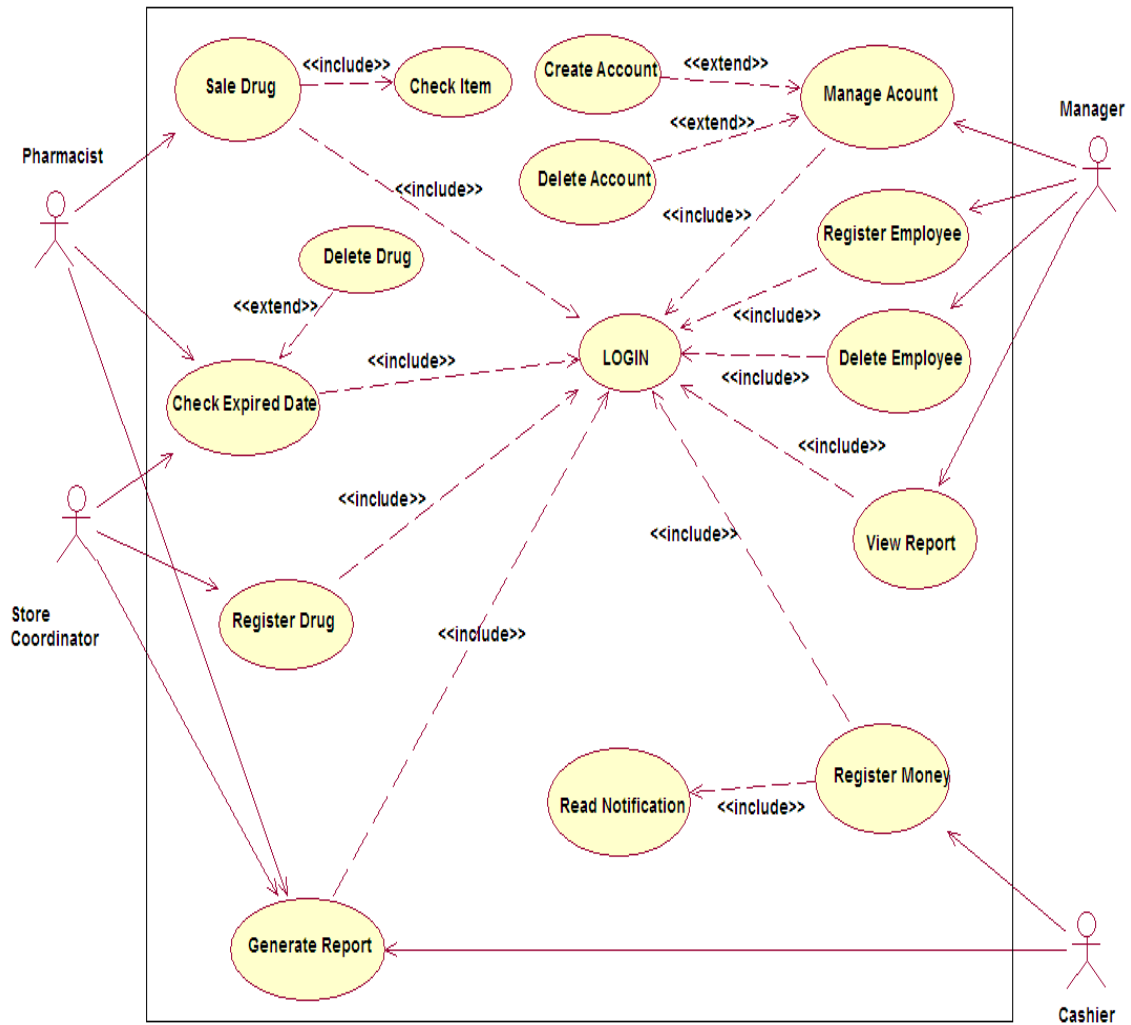 <<include>>
<<extend>>
Create Account
Sale Drug
Check Item
Manage Acount
Manager
<<extend>>
Pharmacist
Delete Account
<<include>>
<<include>>
Register Employee
Delete Drug
<<extend>>
<<include>>
LOGIN
Delete Employee
<<include>>
<<include>>
Check Expired Date
<<include>>
<<include>>
<<include>>
View Report
Store
Coordinator
Register Drug
<<include>>
Register Money
Read Notification
<<include>>
Generate Report
Cashier